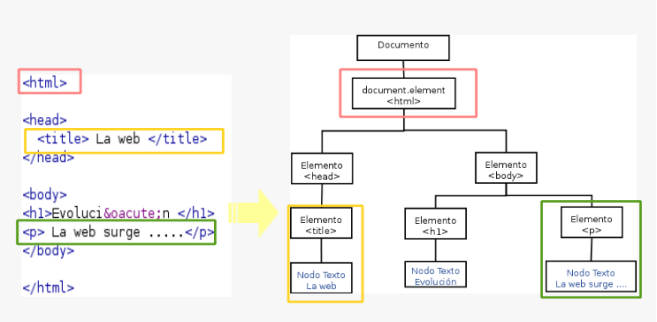 <html>
<head>
<title> La web </title>
</head>
<body>
<h1>Evoluci&oacute;n </h1>
<p> La web surge .....</p>
</body>
</html>
Documento
document.element
<html>
Elemento
<head>
Elemento
<body>
Elemento
<title>
Elemento
<h1>
Elemento
<p>
Nodo Texto
La web
Nodo Texto
Evolución
Nodo Texto
La web surge ....